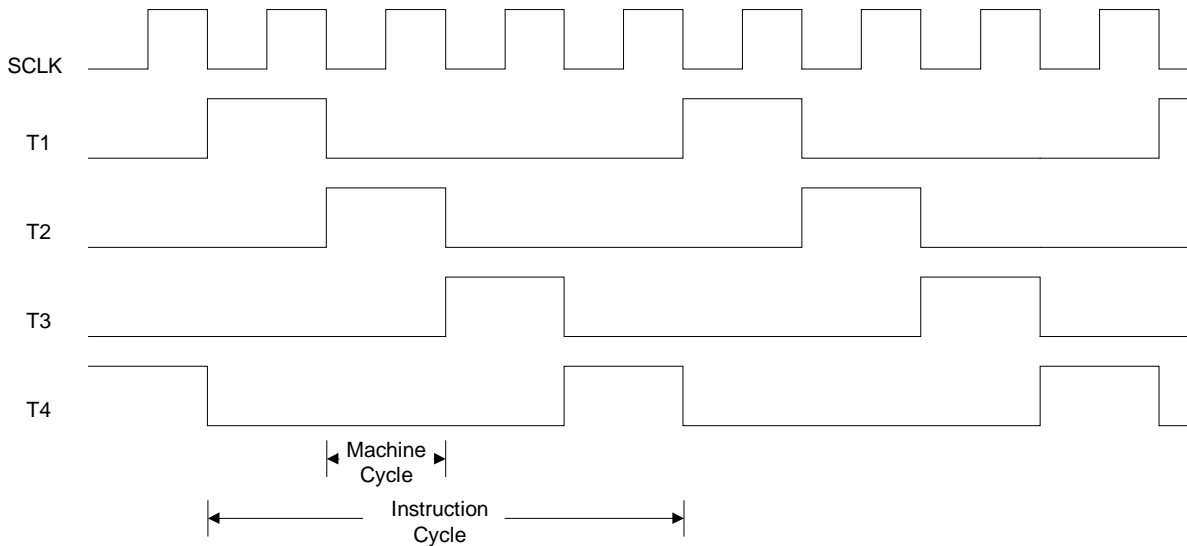 SCLK
T1
T2
T3
T4
Machine
Cycle
Instruction
Cycle